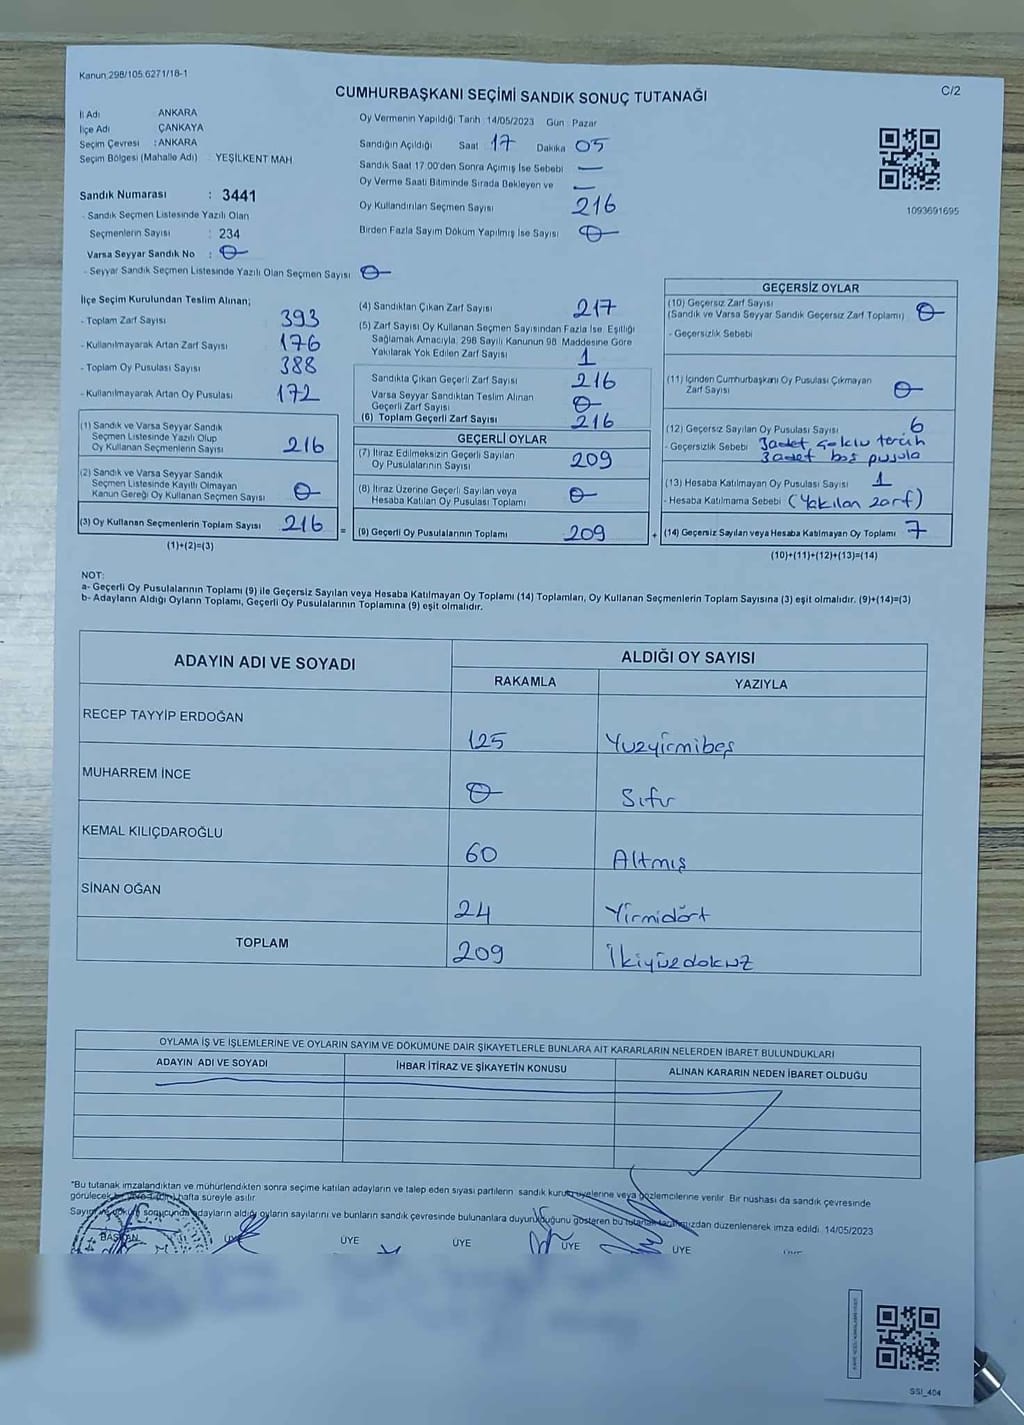 Kanun 298/105 6271/18-1
C/2
CUMHURBAŞKANI SEÇİMİ SANDIK SONUÇ TUTANAĞI
İl Adı ANKARA
İlçe Adı ÇANKAYA
Seçim Çevresi : ANKARA
Seçim Bölgesi (Mahalle Adı) : YEŞİLKENT MAH
Sandık Numarası : 3441
- Sandık Seçmen Listesinde Yazılı Olan
Seçmenlerin Sayısı : 234
Varsa Seyyar Sandık No : 0
- Seyyar Sandık Seçmen Listesinde Yazılı Olan Seçmen Sayısı 0
Oy Vermenin Yapıldığı Tarih : 14/05/2023 Gün : Pazar
Sandığın Açıldığı Saat 17 Dakika 05
Sandık Saat 17:00'den Sonra Açımış İse Sebebi —
Oy Verme Saati Bitiminde Sırada Bekleyen ve —
Oy Kullandırılan Seçmen Sayısı 216
Birden Fazla Sayım Döküm Yapılmış İse Sayısı 0
1093691695
İlçe Seçim Kurulundan Teslim Alınan;
- Toplam Zarf Sayısı 393
- Kullanılmayarak Artan Zarf Sayısı 176
- Toplam Oy Pusulası Sayısı 388
- Kullanılmayarak Artan Oy Pusulası 172
(1) Sandık ve Varsa Seyyar Sandık
Seçmen Listesinde Yazılı Olup
Oy Kullanan Seçmenlerin Sayısı 216
(2) Sandık ve Varsa Seyyar Sandık
Seçmen Listesinde Kayıtlı Olmayan
Kanun Gereği Oy Kullanan Seçmen Sayısı 0
(3) Oy Kullanan Seçmenlerin Toplam Sayısı 216 =
(1)+(2)=(3)
(4) Sandıktan Çıkan Zarf Sayısı 217
(5) Zarf Sayısı Oy Kullanan Seçmen Sayısından Fazla İse, Eşitliği
Sağlamak Amacıyla, 298 Sayılı Kanunun 98. Maddesine Göre
Yakılarak Yok Edilen Zarf Sayısı 1
Sandıkta Çıkan Geçerli Zarf Sayısı 216
Varsa Seyyar Sandıktan Teslim Alınan
Geçerli Zarf Sayısı 0
(6) Toplam Geçerli Zarf Sayısı 216
GEÇERLİ OYLAR
(7) İtiraz Edilmeksizin Geçerli Sayılan
Oy Pusulalarının Sayısı 209
(8) İtiraz Üzerine Geçerli Sayılan veya
Hesaba Katılan Oy Pusulası Toplamı 0
(9) Geçerli Oy Pusulalarının Toplamı 209 +
GEÇERSİZ OYLAR
(10) Geçersiz Zarf Sayısı
(Sandık ve Varsa Seyyar Sandık Geçersiz Zarf Toplamı) 0
- Geçersizlik Sebebi
(11) İçinden Cumhurbaşkanı Oy Pusulası Çıkmayan
Zarf Sayısı 0
(12) Geçersiz Sayılan Oy Pusulası Sayısı 6
- Geçersizlik Sebebi 3 adet çoklu tercih
3 adet boş pusula
(13) Hesaba Katılmayan Oy Pusulası Sayısı 1
- Hesaba Katılmama Sebebi (Yakılan zarf)
(14) Geçersiz Sayılan veya Hesaba Katılmayan Oy Toplamı 7
(10)+(11)+(12)+(13)=(14)
NOT:
a- Geçerli Oy Pusulalarının Toplamı (9) ile Geçersiz Sayılan veya Hesaba Katılmayan Oy Toplamı (14) Toplamları, Oy Kullanan Seçmenlerin Toplam Sayısına (3) eşit olmalıdır. (9)+(14)=(3)
b- Adayların Aldığı Oyların Toplamı, Geçerli Oy Pusulalarının Toplamına (9) eşit olmalıdır.
ADAYIN ADI VE SOYADI
ALDIĞI OY SAYISI
RAKAMLA YAZIYLA
RECEP TAYYİP ERDOĞAN 125 Yuzyirmibeş
MUHARREM İNCE 0 Sıfır
KEMAL KILIÇDAROĞLU 60 Altmış
SİNAN OĞAN 24 Yirmidört
TOPLAM 209 İkiyüzdokuz
OYLAMA İŞ VE İŞLEMLERİNE VE OYLARIN SAYIM VE DÖKÜMÜNE DAİR ŞİKAYETLERLE BUNLARA AİT KARARLARIN NELERDEN İBARET BULUNDUKLARI
ADAYIN ADI VE SOYADI İHBAR İTİRAZ VE ŞİKAYETİN KONUSU ALINAN KARARIN NEDEN İBARET OLDUĞU
*Bu tutanak imzalandıktan ve mühürlendikten sonra seçime katılan adayların ve talep eden siyasi partilerin sandık kurulu üyelerine veya gözlemcilerine verilir. Bir nüshası da sandık çevresinde
görülecek hafta süreyle asılır
Sayım ve döküm sonucunda adayların aldığı oyların sayılarını ve bunların sandık çevresinde bulunanlara duyurulduğunu gösteren bu tutanak tarafımızdan düzenlenerek imza edildi. 14/05/2023
BAŞKAN ÜYE ÜYE ÜYE ÜYE ÜYE
SSI_404